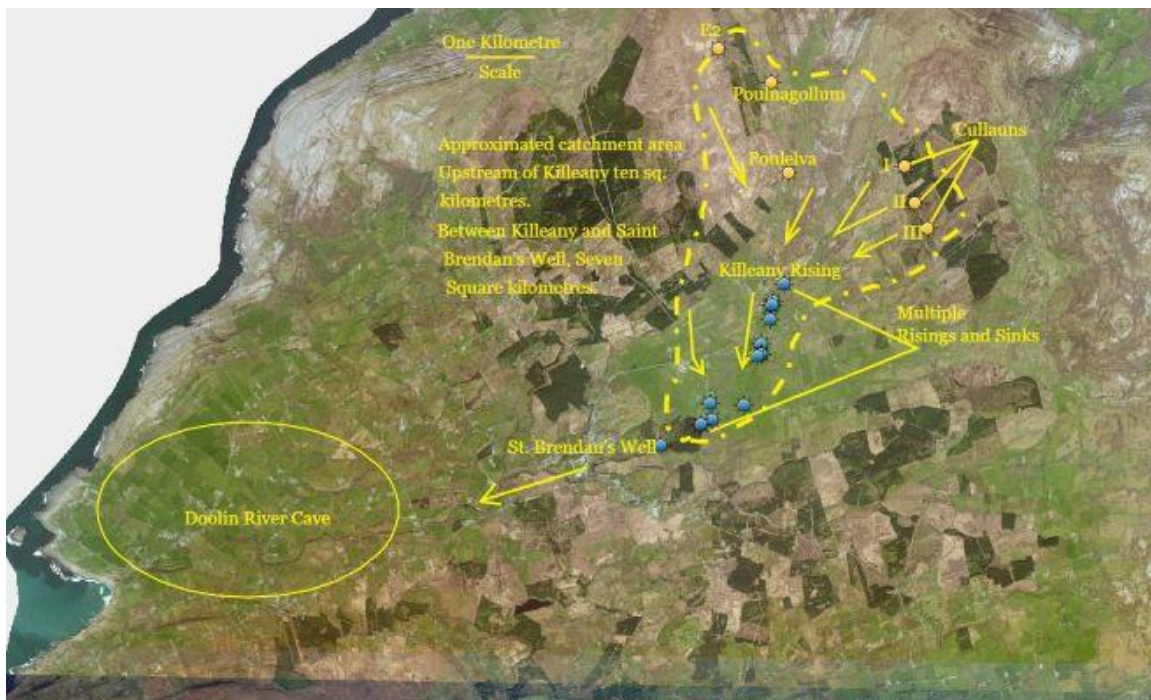 One Kilometre
Scale
E2
Poulnagollum
Approximated catchment area
Upstream of Killeany ten sq.
kilometres.
Between Killeany and Saint
Brendan's Well, Seven
Square kilometres.
Poulelva
Cullauns
I
II
III
Killeany Rising
Multiple
Risings and Sinks
St. Brendan's Well
Doolin River Cave